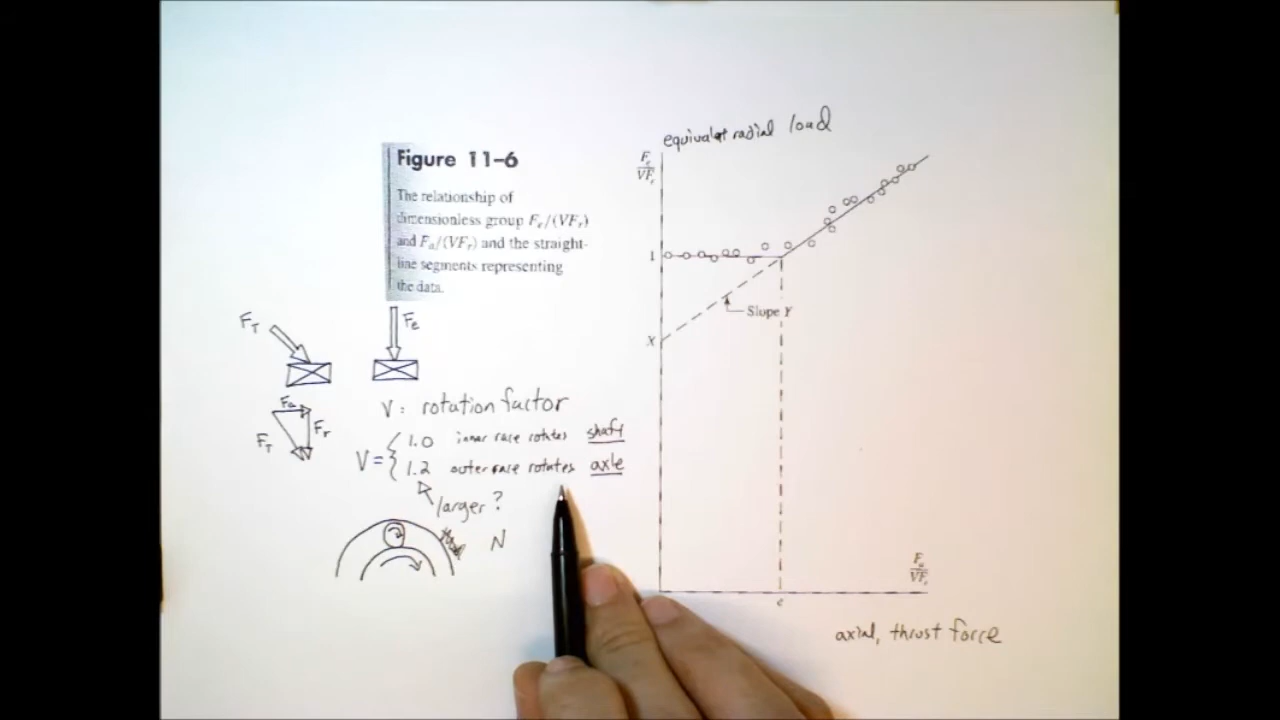 equivalet radial load
Figure 11–6
The relationship of
dimensionless group Fe/(VFr)
and Fa/(VFr) and the straight-
line segments representing
the data.
Fe
VFr
1
X
Slope Y
e
Fa
VFr
axial, thrust force
FT
Fe
Fa
FT
Fr
V: rotation factor
V = { 1.0 inner race rotates shaft
1.2 outer race rotates axle
larger?
N